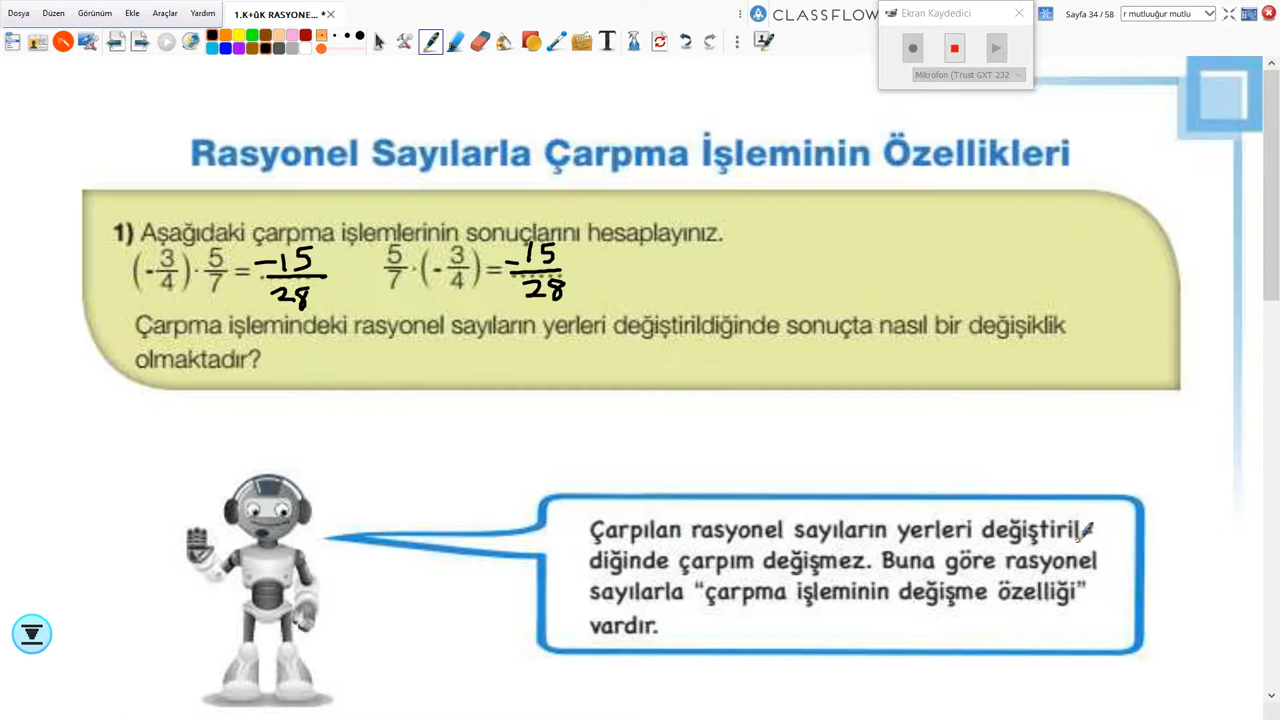 Dosya Düzen Görünüm Ekle Araçlar Yardım
1.K+ûK RASYONE... *
CLASSFLOW
Ekran Kaydedici
Sayfa 34 / 58
r mutluuğur mutlu
Mikrofon (Trust GXT 232
Rasyonel Sayılarla Çarpma İşleminin Özellikleri
1) Aşağıdaki çarpma işlemlerinin sonuçlarını hesaplayınız.
(-3/4) · 5/7 = -15/28 5/7 · (-3/4) = -15/28
Çarpma işlemindeki rasyonel sayıların yerleri değiştirildiğinde sonuçta nasıl bir değişiklik
olmaktadır?
Çarpılan rasyonel sayıların yerleri değiştiril-
diğinde çarpım değişmez. Buna göre rasyonel
sayılarla “çarpma işleminin değişme özelliği”
vardır.